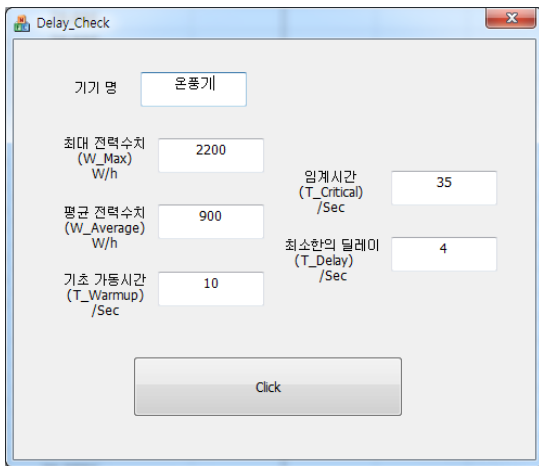 Delay_Check
기기 명
온풍기
최대 전력수치
(W_Max)
W/h
2200
평균 전력수치
(W_Average)
W/h
900
기초 가동시간
(T_Warmup)
/Sec
10
임계시간
(T_Critical)
/Sec
35
최소한의 딜레이
(T_Delay)
/Sec
4
Click